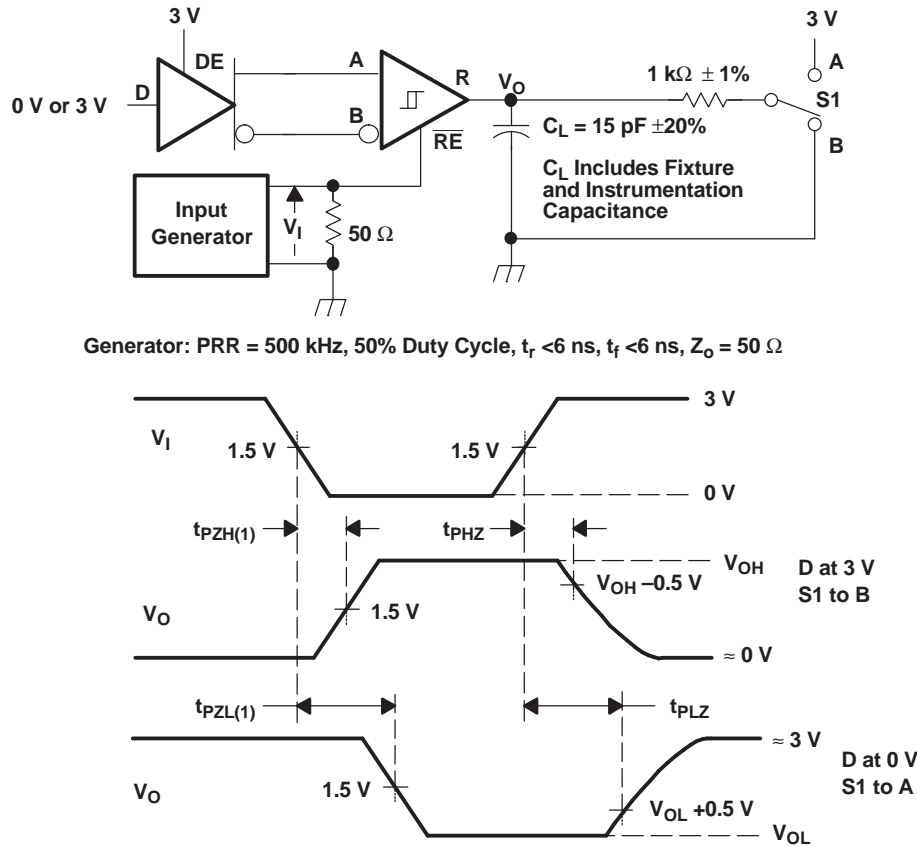 3 V
3 V
DE
A
A
D
R
V_O
1 kΩ ± 1%
S1
0 V or 3 V
B
RE
C_L = 15 pF ±20%
B
C_L Includes Fixture
and Instrumentation
Capacitance
Input
Generator
V_I
50 Ω
Generator: PRR = 500 kHz, 50% Duty Cycle, t_r <6 ns, t_f <6 ns, Z_o = 50 Ω
3 V
V_I
1.5 V
1.5 V
0 V
t_PZH(1)
t_PHZ
V_OH
D at 3 V
S1 to B
V_OH –0.5 V
V_O
1.5 V
≈ 0 V
t_PZL(1)
t_PLZ
≈ 3 V
D at 0 V
S1 to A
V_O
1.5 V
V_OL +0.5 V
V_OL